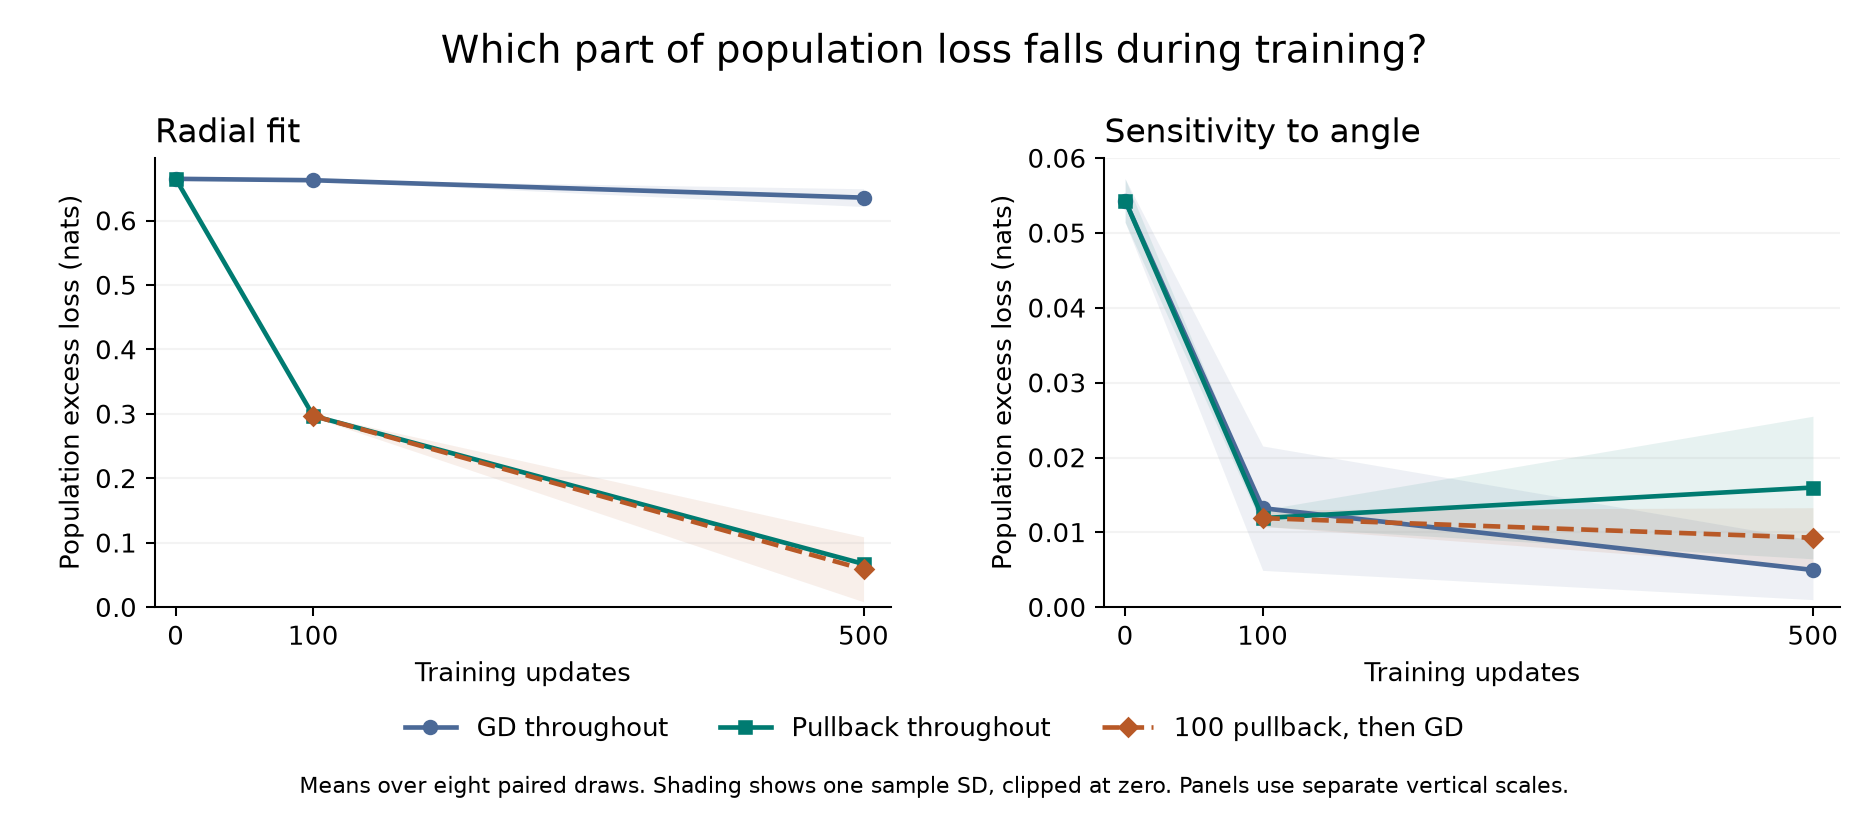 Which part of population loss falls during training?
Radial fit
Population excess loss (nats)
0.6
0.5
0.4
0.3
0.2
0.1
0.0
0
100
500
Training updates
Sensitivity to angle
Population excess loss (nats)
0.06
0.05
0.04
0.03
0.02
0.01
0.00
0
100
500
Training updates
GD throughout
Pullback throughout
100 pullback, then GD
Means over eight paired draws. Shading shows one sample SD, clipped at zero. Panels use separate vertical scales.